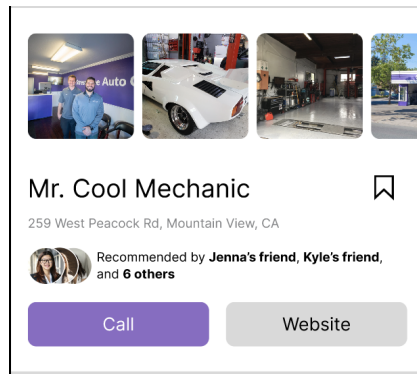 Auto
Mr. Cool Mechanic
259 West Peacock Rd, Mountain View, CA
Recommended by Jenna's friend, Kyle's friend,
and 6 others
Call
Website